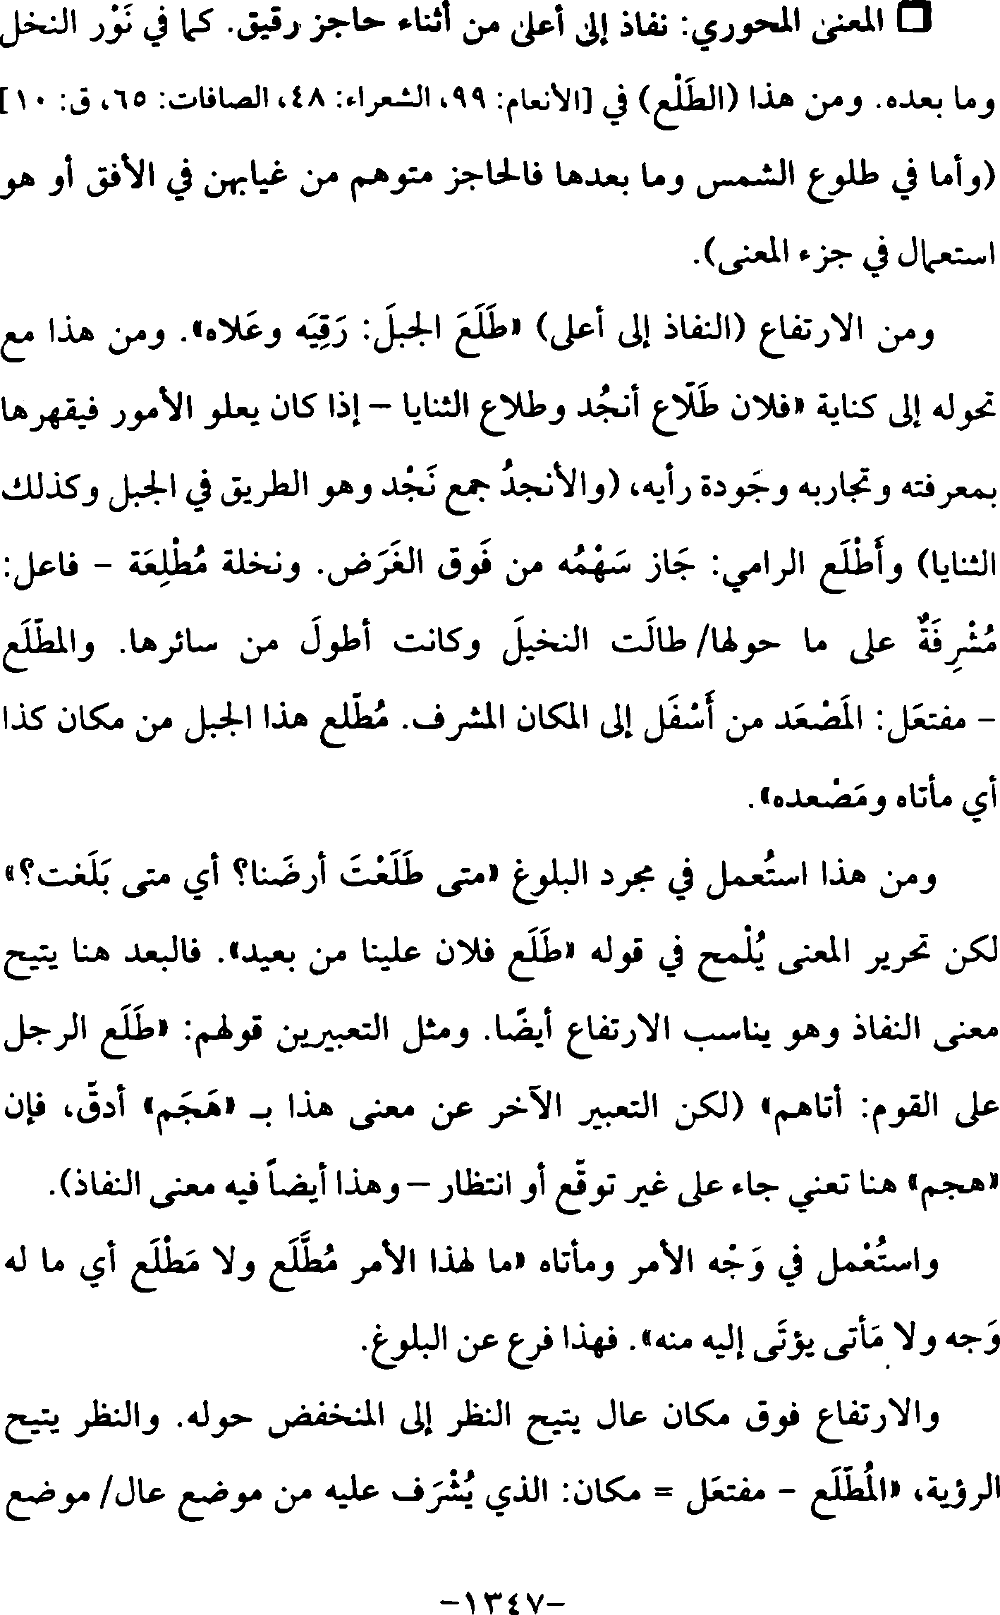 □ المعنى المحوري: نفاذ إلى أعلى من أثناء حاجز رقيق. كما في نَوْر النخل
وما بعده. ومن هذا (الطَلْع) في [الأنعام: ٩٩، الشعراء: ٤٨، الصافات: ٦٥، ق: ١٠]
(وأما في طلوع الشمس وما بعدها فالحاجز متوهم من غيابهن في الأفق أو هو
استعمال في جزء المعنى).
ومن الارتفاع (النفاذ إلى أعلى) «طَلَعَ الجبلَ: رَقِيَه وعَلاه». ومن هذا مع
تحوله إلى كناية «فلان طَلّاع أنجُد وطلاع الثنايا – إذا كان يعلو الأمور فيقهرها
بمعرفته وتجاربه وجَودة رأيه، (والأنجدُ جمع نَجْد وهو الطريق في الجبل وكذلك
الثنايا) وأَطْلَع الرامي: جَاز سَهْمُه من فَوق الغَرَض. ونخلة مُطْلِعَة – فاعل:
مُشْرِفَةٌ على ما حولها/ طالَت النخيلَ وكانت أطولَ من سائرها. والمطّلَع
– مفتعَل: المَصْعَد من أَسْفَل إلى المكان المشرف. مُطّلع هذا الجبل من مكان كذا
أي مأتاه ومَصْعده».
ومن هذا استُعمل في مجرد البلوغ «متى طَلَعْتَ أرضَنا؟ أي متى بَلَغت؟»
لكن تحرير المعنى يُلْمح في قوله «طَلَع فلان علينا من بعيد». فالبعد هنا يتيح
معنى النفاذ وهو يناسب الارتفاع أيضًا. ومثل التعبيرين قولهم: «طَلَع الرجل
على القوم: أتاهم» (لكن التعبير الآخر عن معنى هذا بـ «هَجَم» أدقّ، فإن
«هجم» هنا تعني جاء على غير توقّع أو انتظار – وهذا أيضاً فيه معنى النفاذ).
واستُعْمل في وَجْه الأمر ومأتاه «ما لهذا الأمر مُطَّلَع ولا مَطْلَع أي ما له
وَجه ولا مَأتى يؤتَى إليه منه». فهذا فرع عن البلوغ.
والارتفاع فوق مكان عال يتيح النظر إلى المنخفض حوله. والنظر يتيح
الرؤية، «المُطّلَع – مفتعَل = مكان: الذي يُشْرَف عليه من موضع عال/ موضع
-١٣٤٧-